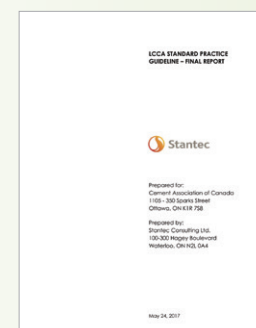 LCCA STANDARD PRACTICE
GUIDELINE – FINAL REPORT
Stantec
Prepared for:
Cement Association of Canada
1105 - 350 Sparks Street
Ottawa, ON K1R 7S8
Prepared by:
Stantec Consulting Ltd.
100-300 Hagey Boulevard
Waterloo, ON N2L 0A4
May 24, 2017